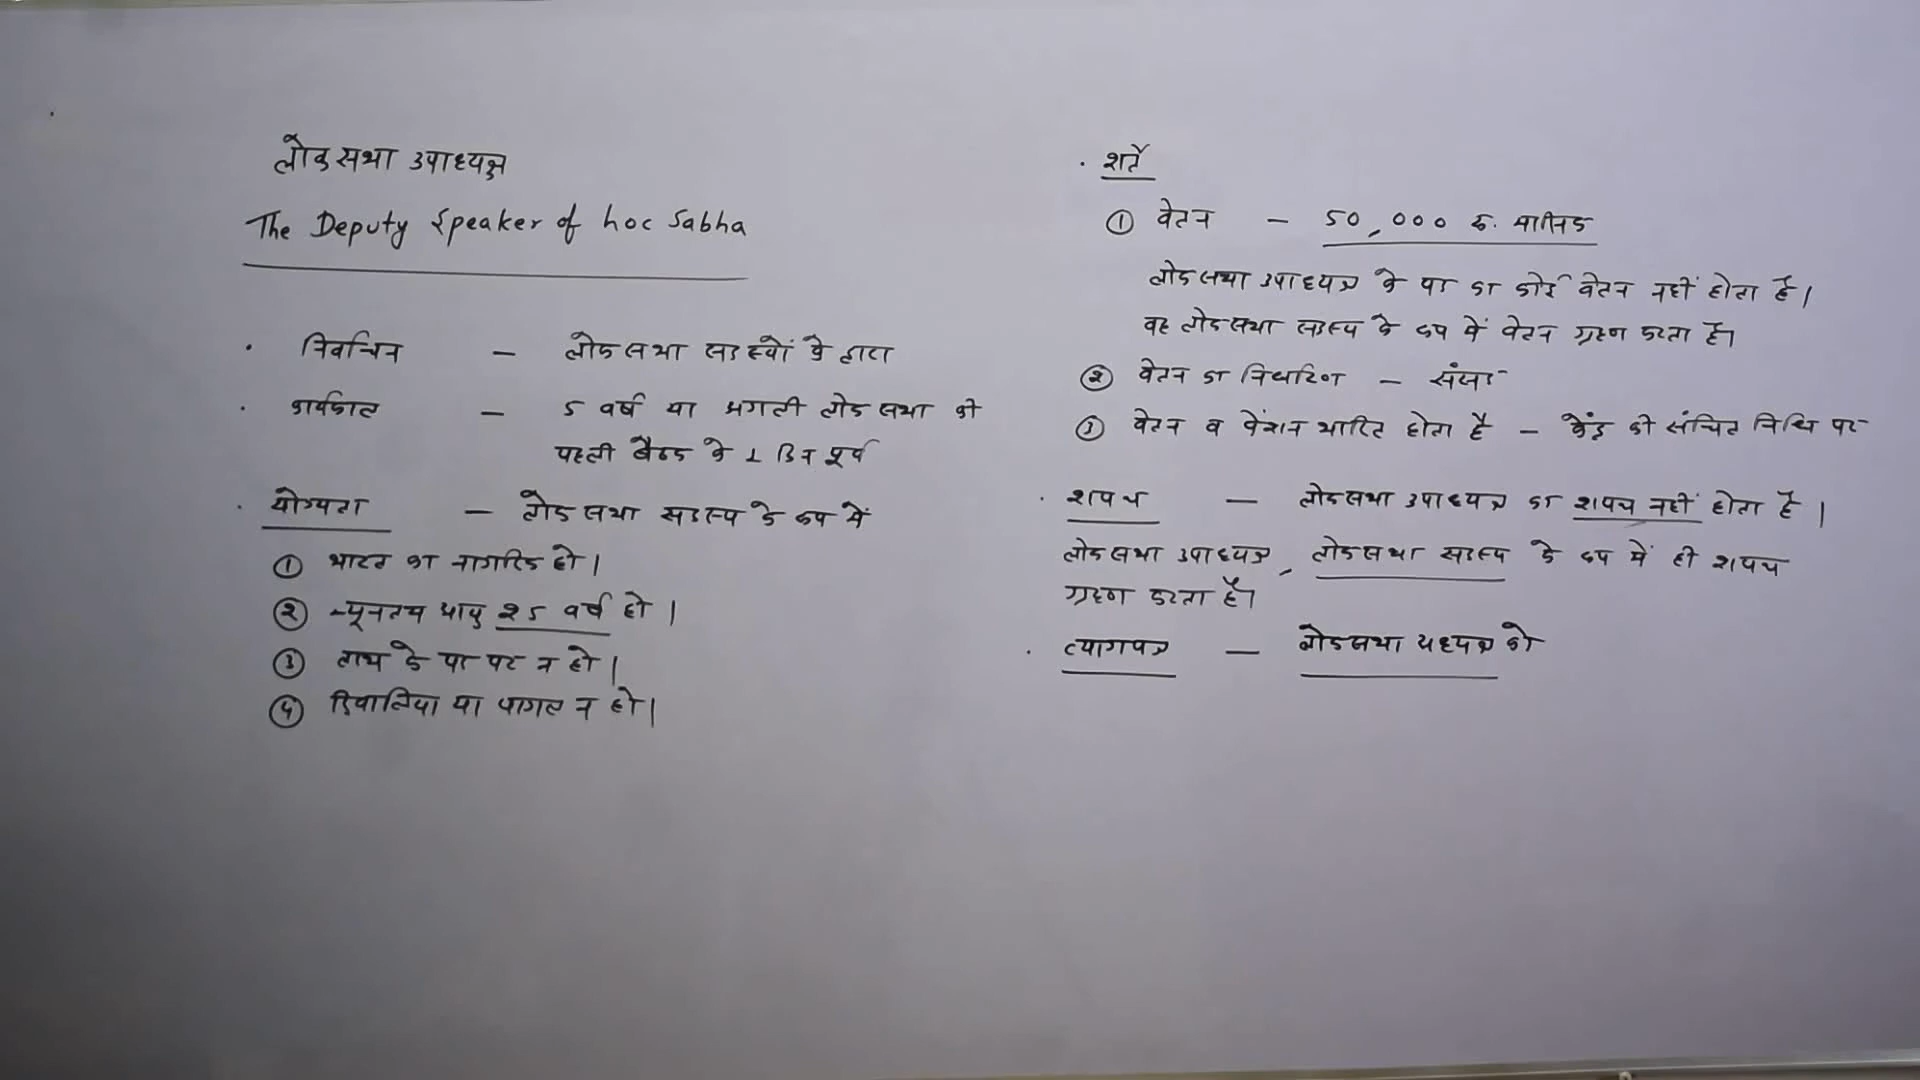 लोकसभा उपाध्यक्ष
The Deputy Speaker of Loc Sabha
• निर्वाचन – लोकसभा सदस्यों के द्वारा
• कार्यकाल – 5 वर्ष या अगली लोकसभा की
पहली बैठक के 1 दिन पूर्व
• योग्यता – लोकसभा सदस्य के रूप में
① भारत का नागरिक हो।
② न्यूनतम आयु 25 वर्ष हो।
③ लाभ के पद पर न हो।
④ दिवालिया या पागल न हो।
• शर्तें
① वेतन – 50,000 रु. मासिक
लोकसभा उपाध्यक्ष के पद का कोई वेतन नहीं होता है।
वह लोकसभा सदस्य के रूप में वेतन ग्रहण करता है।
② वेतन का निर्धारण – संसद
③ वेतन व पेंशन भारित होता है – केंद्र की संचित निधि पर
• शपथ – लोकसभा उपाध्यक्ष का शपथ नहीं होता है।
लोकसभा उपाध्यक्ष, लोकसभा सदस्य के रूप में ही शपथ
ग्रहण करता है।
• त्यागपत्र – लोकसभा अध्यक्ष को